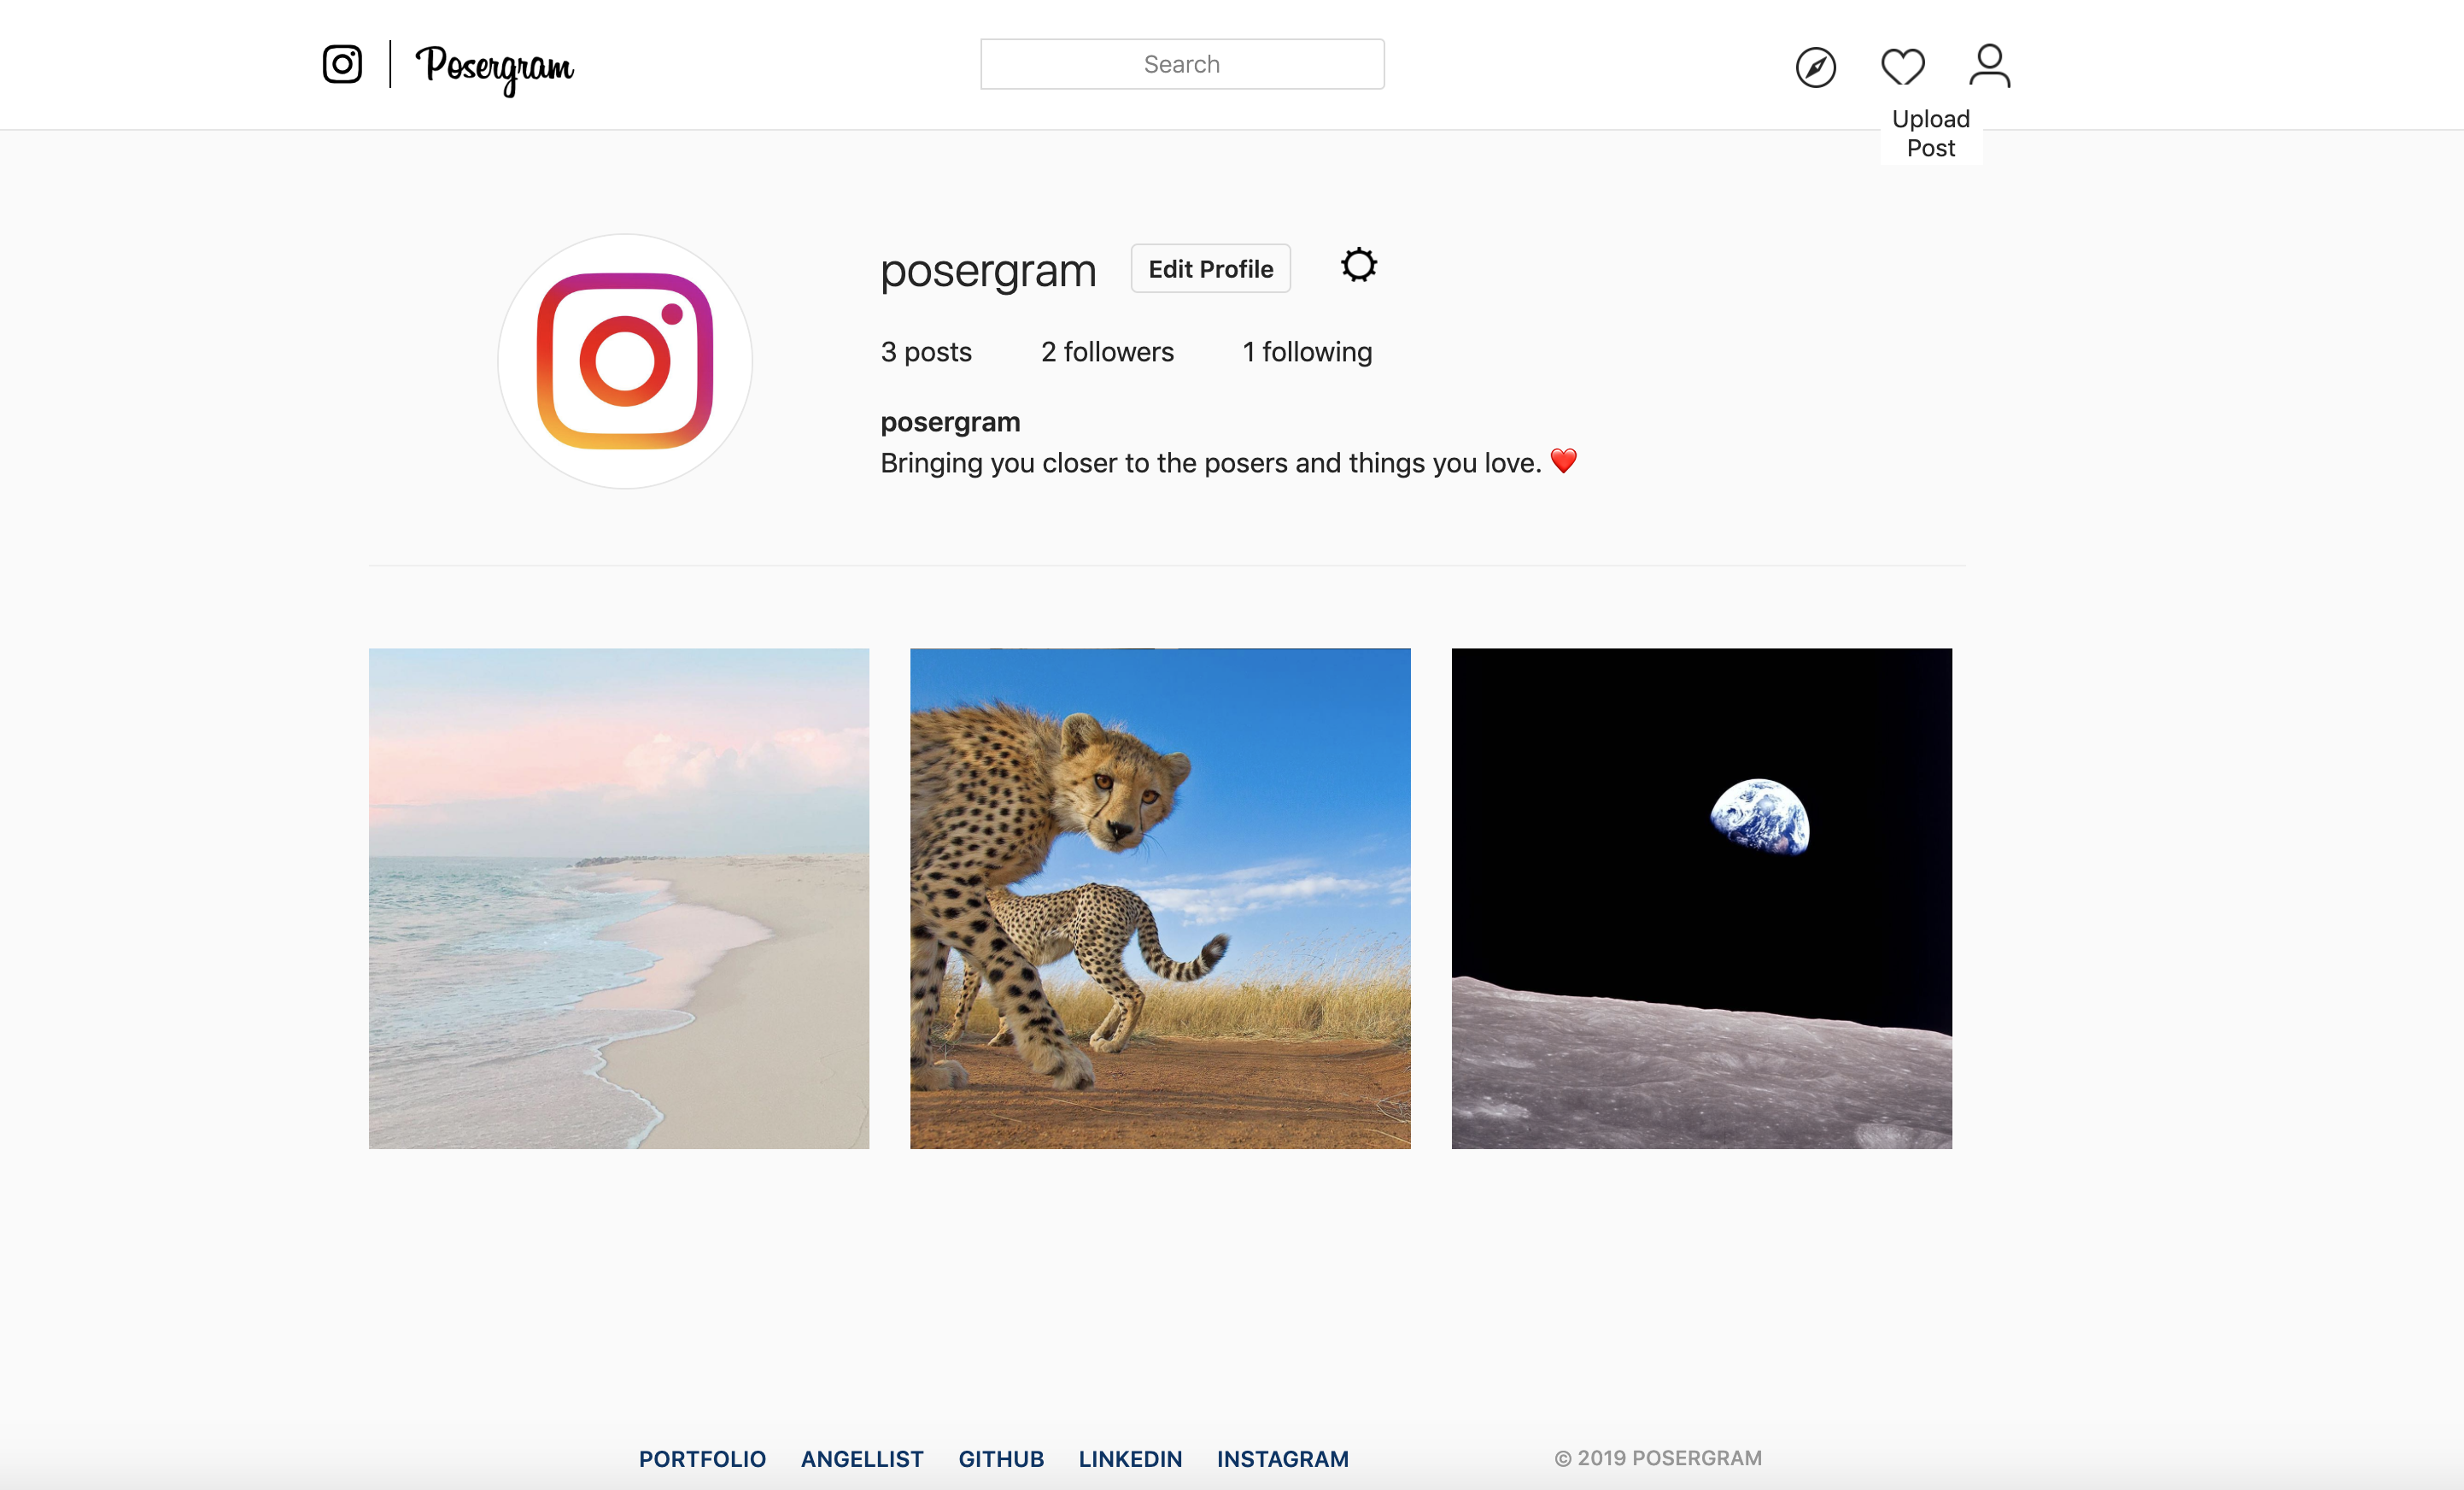 Posergram
Search
Upload
Post
posergram
Edit Profile
3 posts 2 followers 1 following
posergram
Bringing you closer to the posers and things you love. ❤️
PORTFOLIO ANGELLIST GITHUB LINKEDIN INSTAGRAM © 2019 POSERGRAM